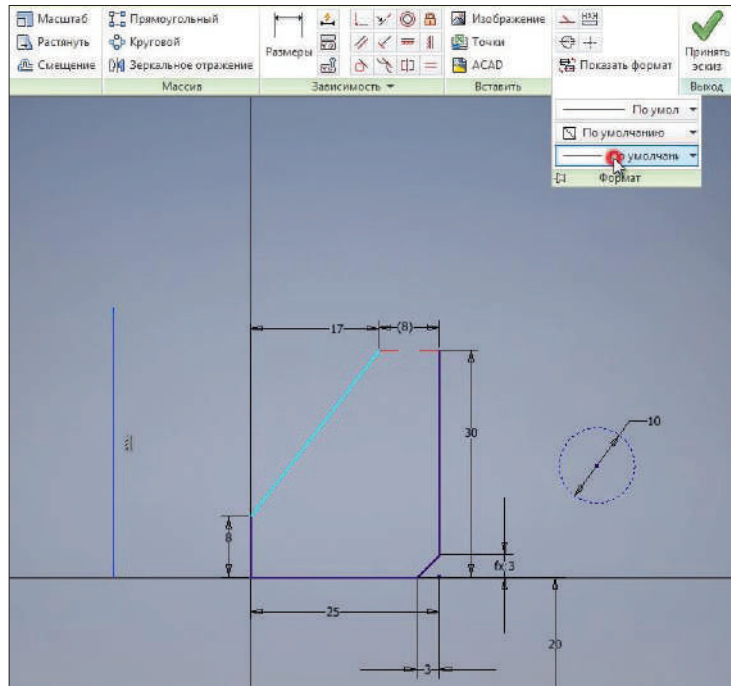 Масштаб
Растянуть
Смещение
Прямоугольный
Круговой
Зеркальное отражение
Массив
Размеры
Зависимость
Изображение
Точки
ACAD
Вставить
Показать формат
Принять
эскиз
Выход
По умол
По умолчанию
умолчани
Формат
17
(8)
30
10
8
fx:3
25
20
3